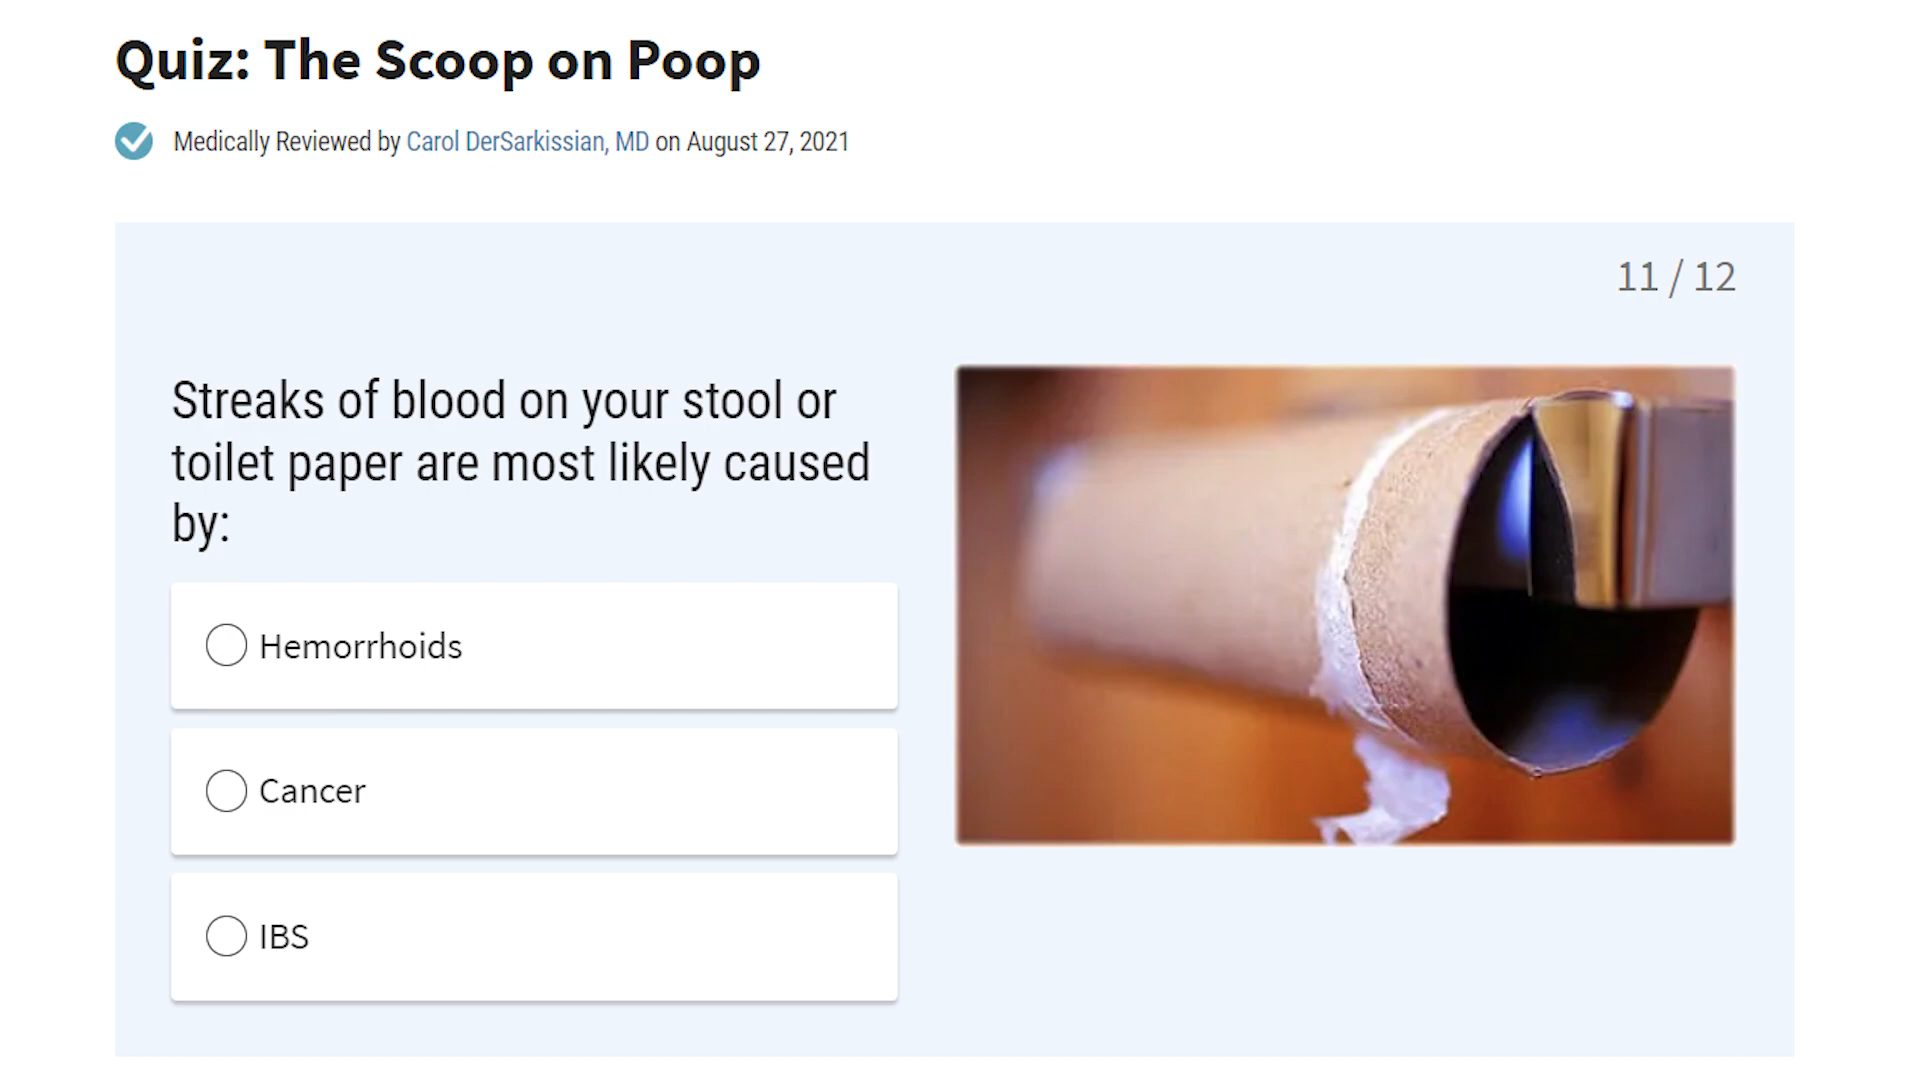 Quiz: The Scoop on Poop
Medically Reviewed by Carol DerSarkissian, MD on August 27, 2021
11 / 12
Streaks of blood on your stool or
toilet paper are most likely caused
by:
Hemorrhoids
Cancer
IBS